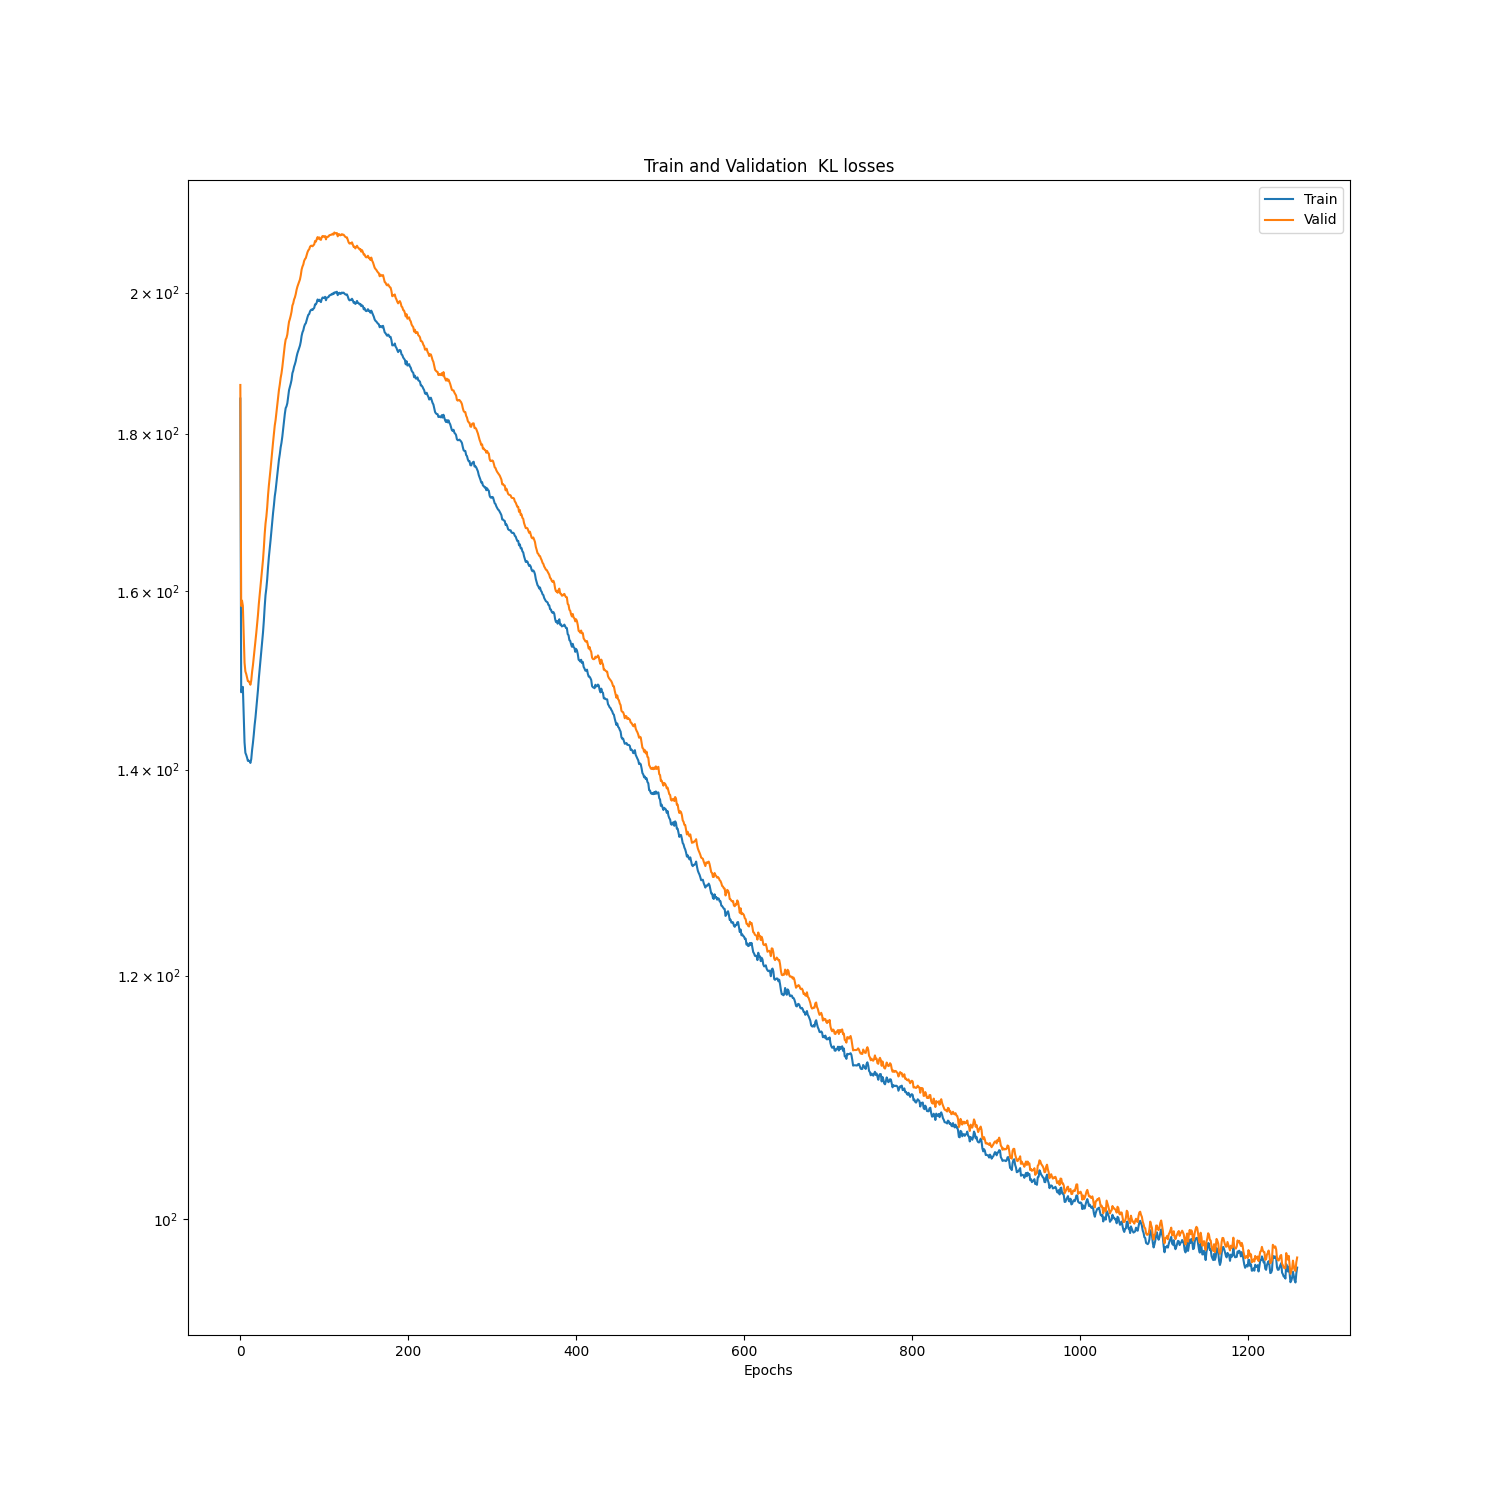 Train and Validation  KL losses
Train
Valid
2 × 10²
1.8 × 10²
1.6 × 10²
1.4 × 10²
1.2 × 10²
10²
0 200 400 600 800 1000 1200
Epochs